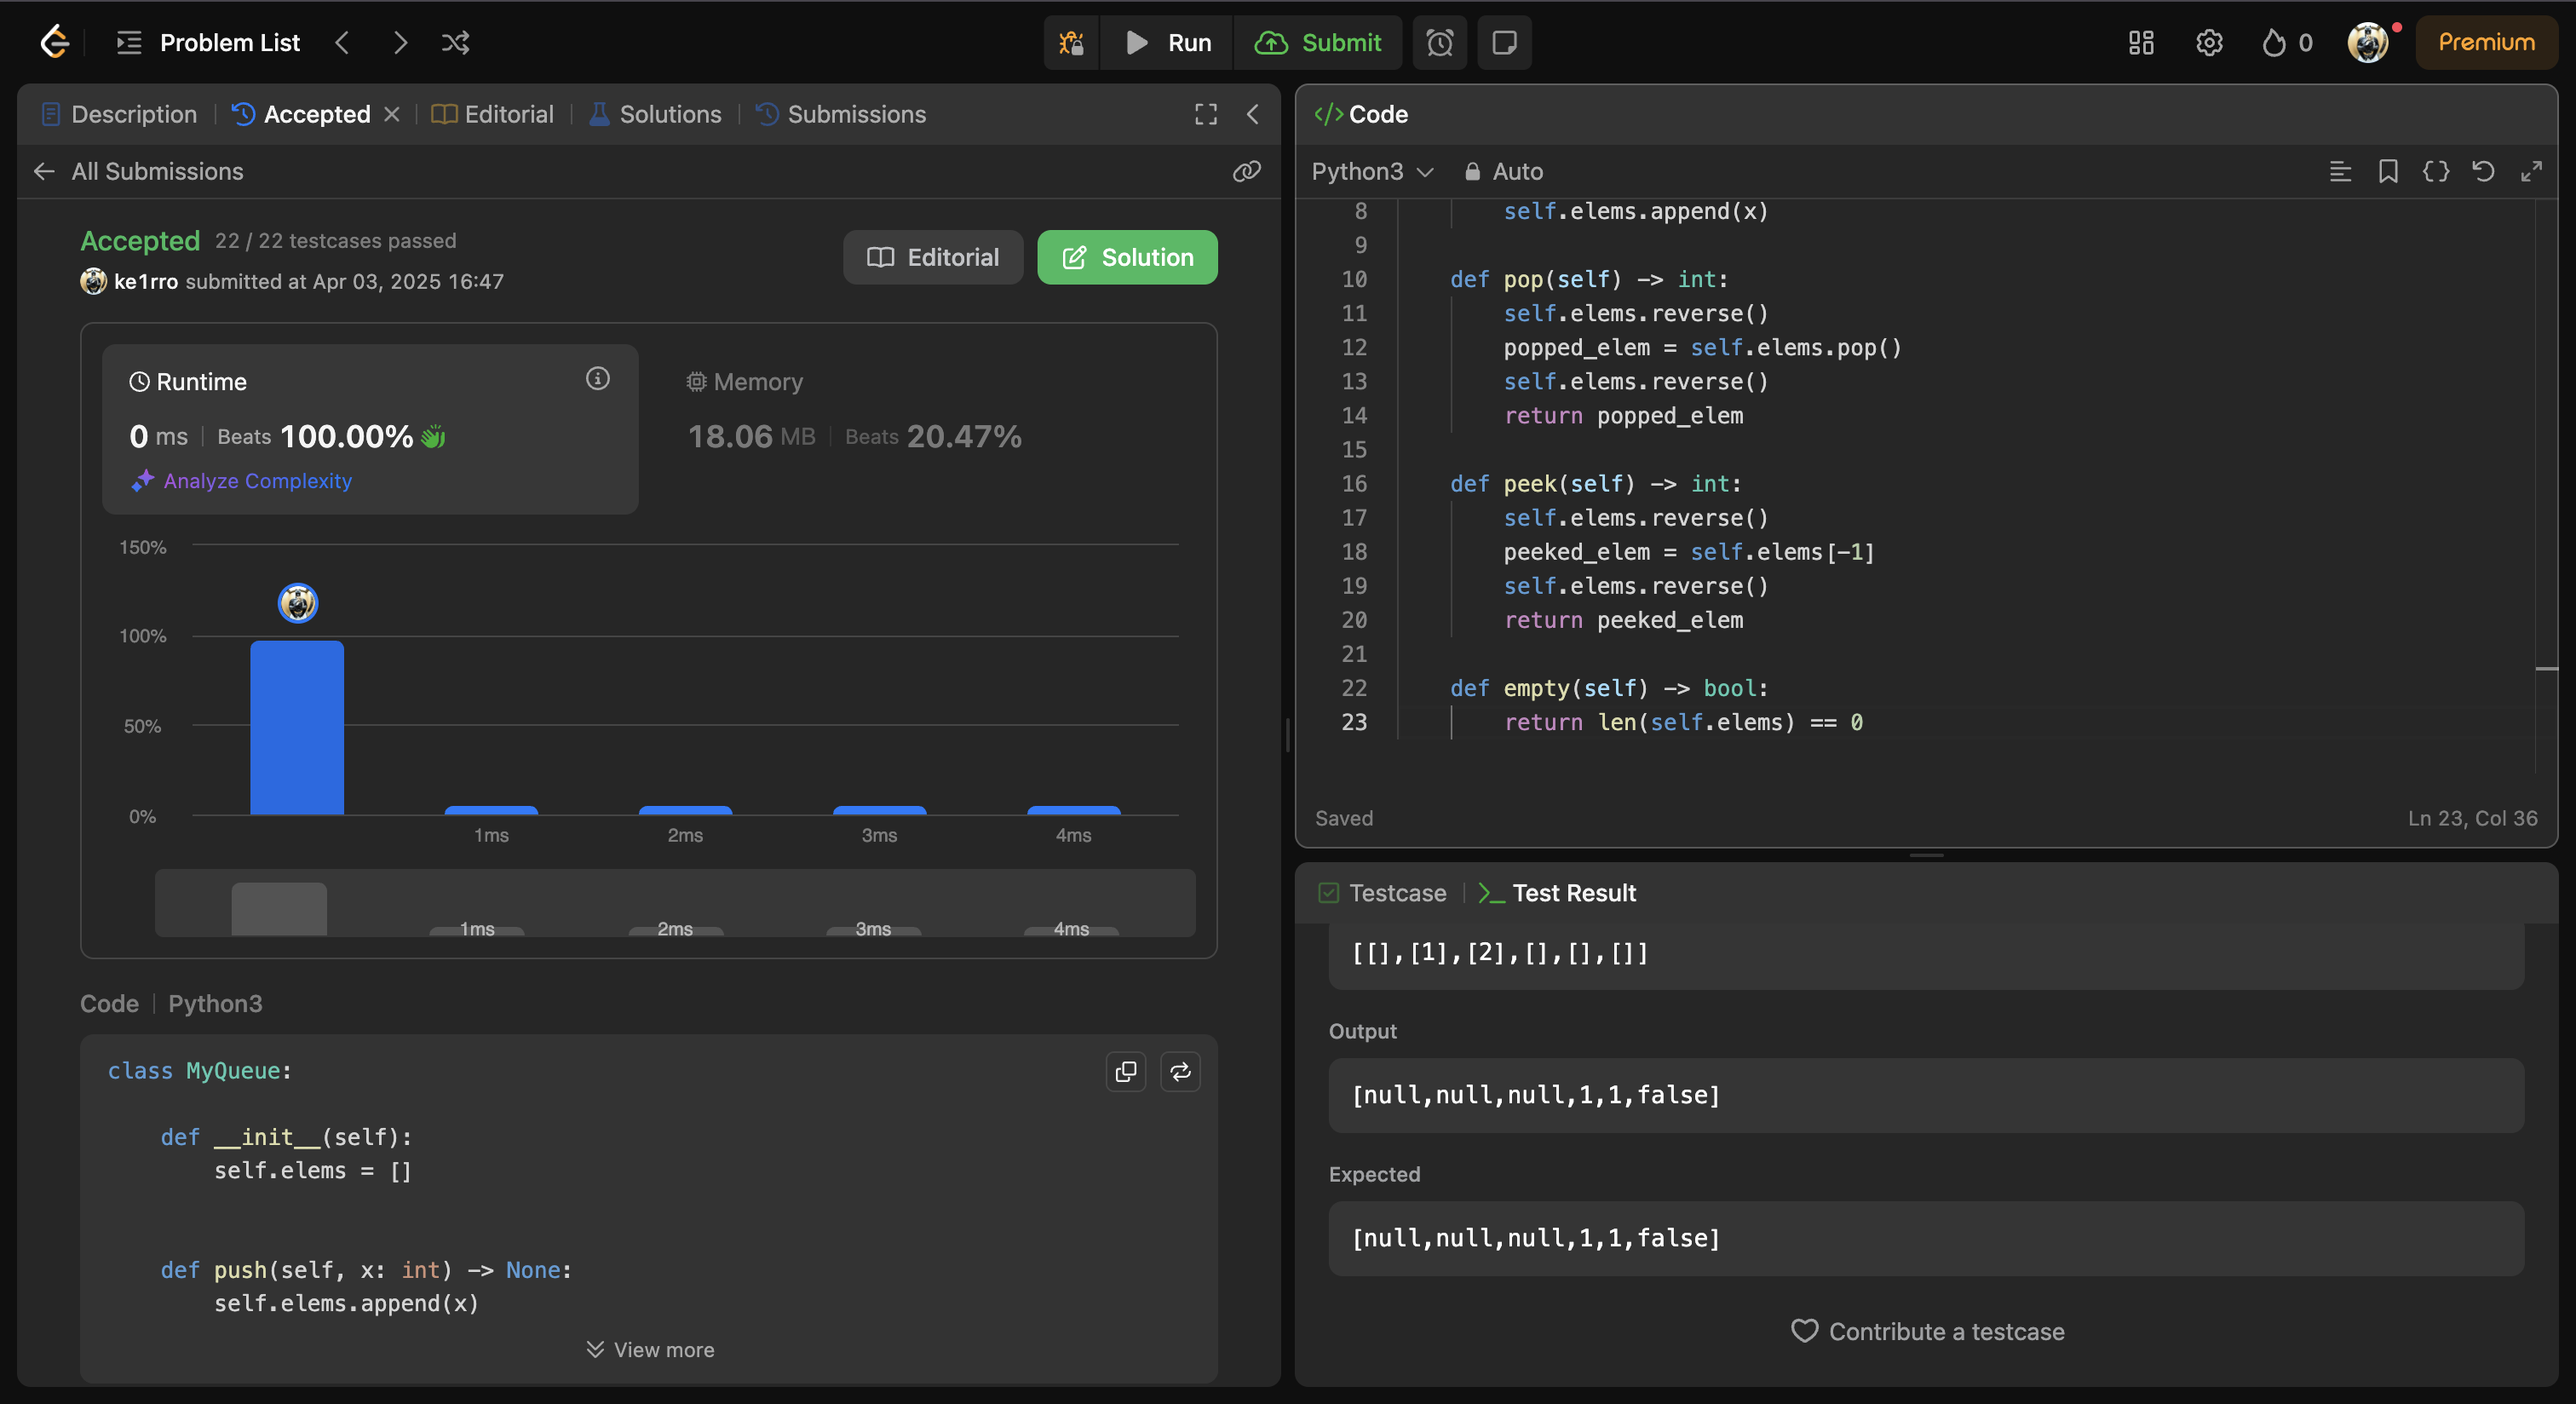 Problem List
Run
Submit
0
Premium
Description
Accepted
Editorial
Solutions
Submissions
All Submissions
Accepted 22 / 22 testcases passed
ke1rro submitted at Apr 03, 2025 16:47
Editorial
Solution
Runtime
0 ms Beats 100.00%
Analyze Complexity
Memory
18.06 MB Beats 20.47%
150%
100%
50%
0%
1ms 2ms 3ms 4ms
1ms 2ms 3ms 4ms
Code Python3
class MyQueue:
def __init__(self):
self.elems = []
def push(self, x: int) -> None:
self.elems.append(x)
View more
</> Code
Python3
Auto
8 self.elems.append(x)
9
10 def pop(self) -> int:
11 self.elems.reverse()
12 popped_elem = self.elems.pop()
13 self.elems.reverse()
14 return popped_elem
15
16 def peek(self) -> int:
17 self.elems.reverse()
18 peeked_elem = self.elems[-1]
19 self.elems.reverse()
20 return peeked_elem
21
22 def empty(self) -> bool:
23 return len(self.elems) == 0
Saved
Ln 23, Col 36
Testcase
Test Result
[[],[1],[2],[],[],[]]
Output
[null,null,null,1,1,false]
Expected
[null,null,null,1,1,false]
Contribute a testcase